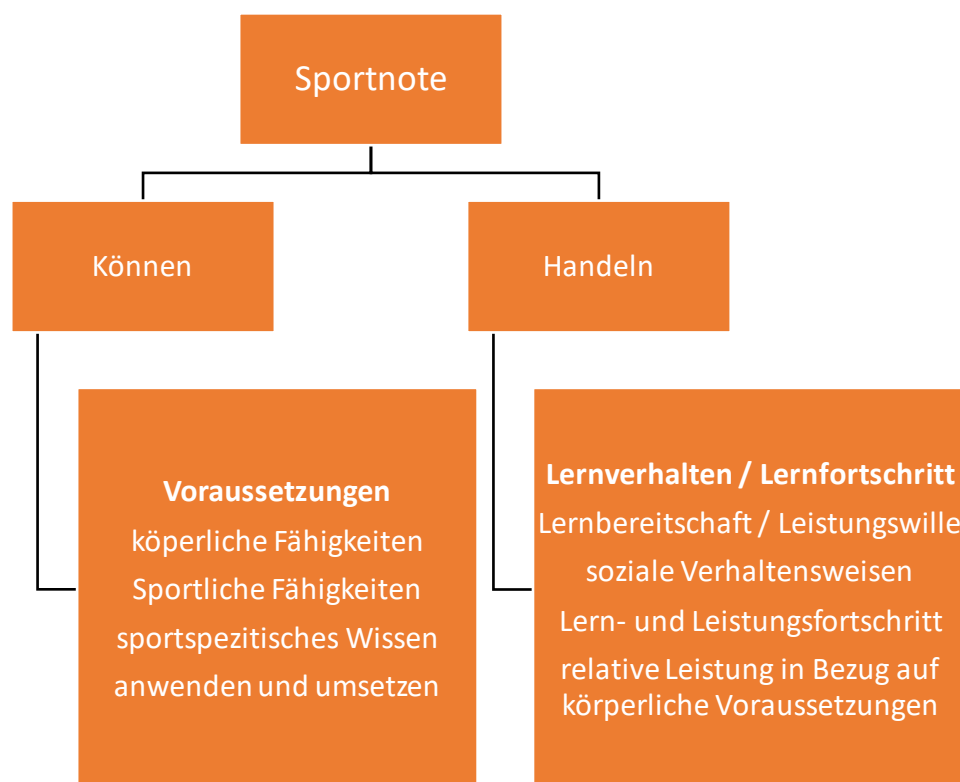 Sportnote
Können
Handeln
Voraussetzungen
köperliche Fähigkeiten
Sportliche Fähigkeiten
sportspezitisches Wissen
anwenden und umsetzen
Lernverhalten / Lernfortschritt
Lernbereitschaft / Leistungswille
soziale Verhaltensweisen
Lern- und Leistungsfortschritt
relative Leistung in Bezug auf
körperliche Voraussetzungen